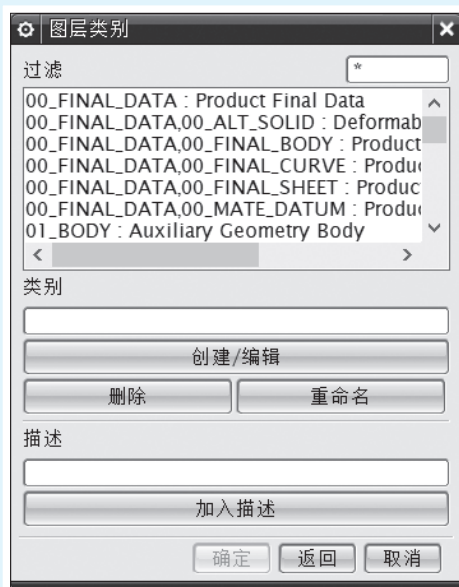 图层类别
过滤
*
00_FINAL_DATA : Product Final Data
00_FINAL_DATA,00_ALT_SOLID : Deformab
00_FINAL_DATA,00_FINAL_BODY : Product
00_FINAL_DATA,00_FINAL_CURVE : Produc
00_FINAL_DATA,00_FINAL_SHEET : Produc
00_FINAL_DATA,00_MATE_DATUM : Produc
01_BODY : Auxiliary Geometry Body
类别
创建/编辑
删除 重命名
描述
加入描述
确定 返回 取消